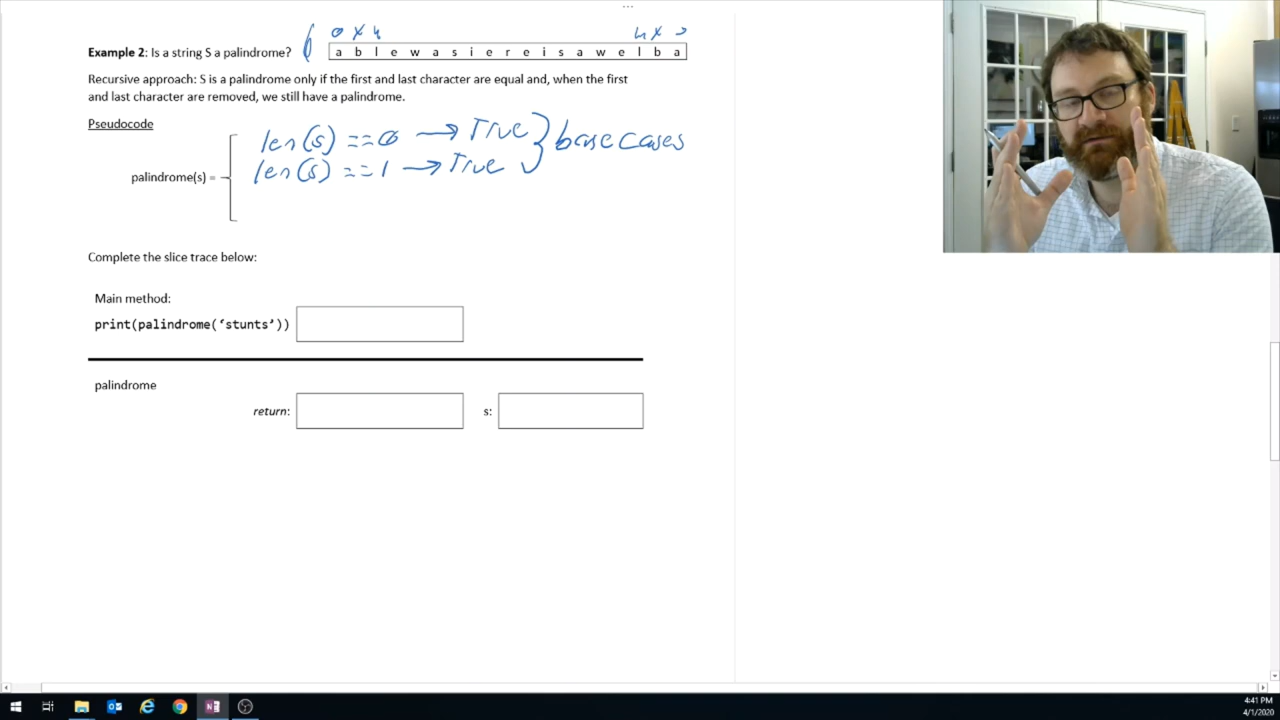 Example 2: Is a string S a palindrome?
a b l e w a s i e r e i s a w e l b a
Recursive approach: S is a palindrome only if the first and last character are equal and, when the first
and last character are removed, we still have a palindrome.
Pseudocode
len(s) == 0 → True
len(s) == 1 → True
} base cases
palindrome(s) =
Complete the slice trace below:
Main method:
print(palindrome(‘stunts’))
palindrome
return:
s:
4:41 PM
4/1/2020